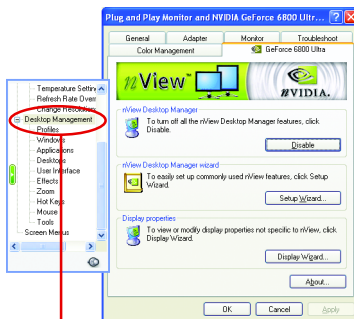 Plug and Play Monitor and NVIDIA GeForce 6800 Ultr...
General Adapter Monitor Troubleshoot
Color Management GeForce 6800 Ultra
nView™
nVIDIA.
nView Desktop Manager
To turn off all the nView Desktop Manager features, click
Disable.
Disable
nView Desktop Manager wizard
To easily set up commonly used nView features, click Setup
Wizard.
Setup Wizard...
Display properties
To view or modify display properties not specific to nView, click
Display Wizard.
Display Wizard...
About...
OK Cancel Apply
Temperature Settin
Refresh Rate Overr
Change Resolution
Desktop Management
Profiles
Windows
Applications
Desktops
User Interface
Effects
Zoom
Hot Keys
Mouse
Tools
Screen Menus